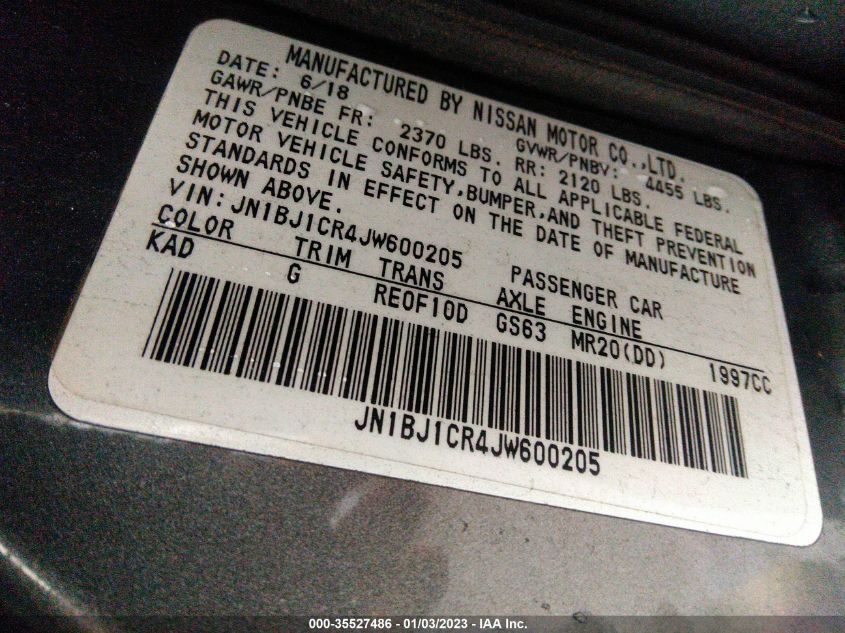 MANUFACTURED BY NISSAN MOTOR CO.,LTD.
DATE: 6/18 GVWR/PNBV: 4455 LBS.
GAWR/PNBE FR: 2370 LBS. RR: 2120 LBS.
THIS VEHICLE CONFORMS TO ALL APPLICABLE FEDERAL
MOTOR VEHICLE SAFETY,BUMPER,AND THEFT PREVENTION
STANDARDS IN EFFECT ON THE DATE OF MANUFACTURE
SHOWN ABOVE.
VIN: JN1BJ1CR4JW600205 PASSENGER CAR
COLOR TRIM TRANS AXLE ENGINE
KAD G RE0F10D GS63 MR20(DD) 1997CC
JN1BJ1CR4JW600205
000-35527486 - 01/03/2023 - IAA Inc.